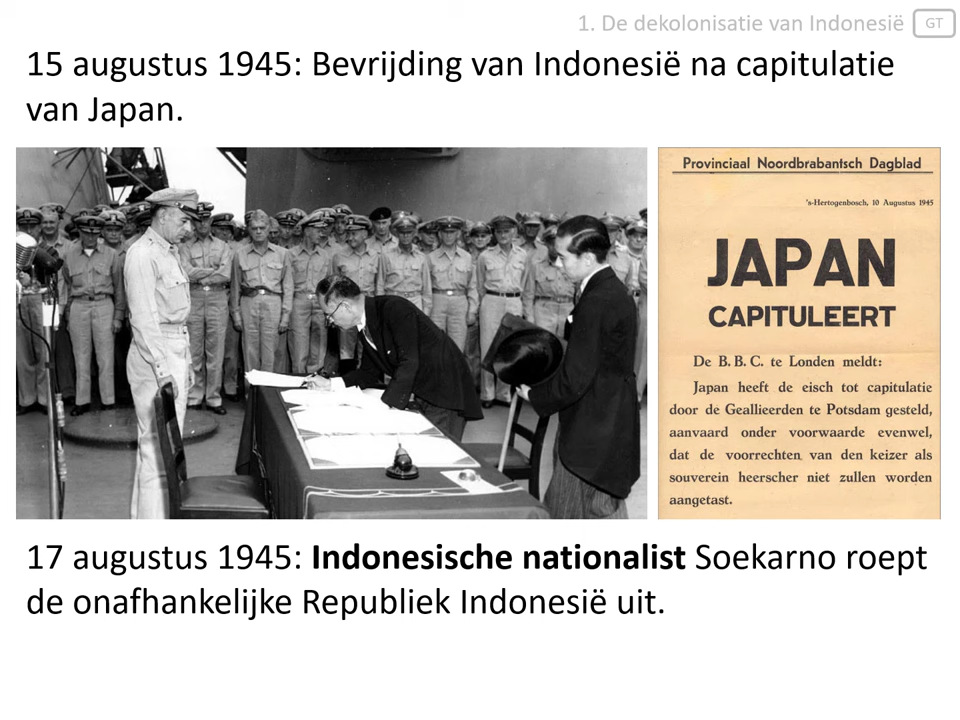 1. De dekolonisatie van Indonesië GT
15 augustus 1945: Bevrijding van Indonesië na capitulatie
van Japan.
Provinciaal Noordbrabantsch Dagblad
's-Hertogenbosch, 10 Augustus 1945
JAPAN
CAPITULEERT
De B. B. C. te Londen meldt:
Japan heeft de eisch tot capitulatie
door de Geallieerden te Potsdam gesteld,
aanvaard onder voorwaarde evenwel,
dat de voorrechten van den keizer als
souverein heerscher niet zullen worden
aangetast.
17 augustus 1945: Indonesische nationalist Soekarno roept
de onafhankelijke Republiek Indonesië uit.